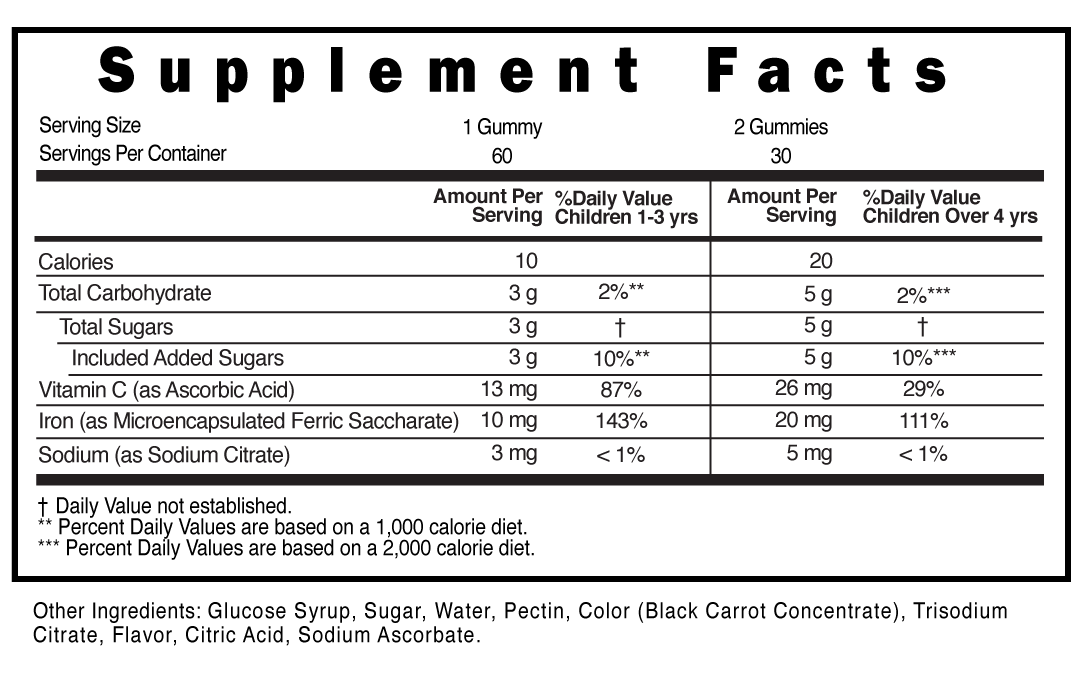 Supplement Facts
Serving Size 1 Gummy 2 Gummies
Servings Per Container 60 30
Amount Per Serving %Daily Value Children 1-3 yrs Amount Per Serving %Daily Value Children Over 4 yrs
Calories 10 20
Total Carbohydrate 3 g 2%** 5 g 2%***
Total Sugars 3 g † 5 g †
Included Added Sugars 3 g 10%** 5 g 10%***
Vitamin C (as Ascorbic Acid) 13 mg 87% 26 mg 29%
Iron (as Microencapsulated Ferric Saccharate) 10 mg 143% 20 mg 111%
Sodium (as Sodium Citrate) 3 mg < 1% 5 mg < 1%
† Daily Value not established.
** Percent Daily Values are based on a 1,000 calorie diet.
*** Percent Daily Values are based on a 2,000 calorie diet.
Other Ingredients: Glucose Syrup, Sugar, Water, Pectin, Color (Black Carrot Concentrate), Trisodium
Citrate, Flavor, Citric Acid, Sodium Ascorbate.